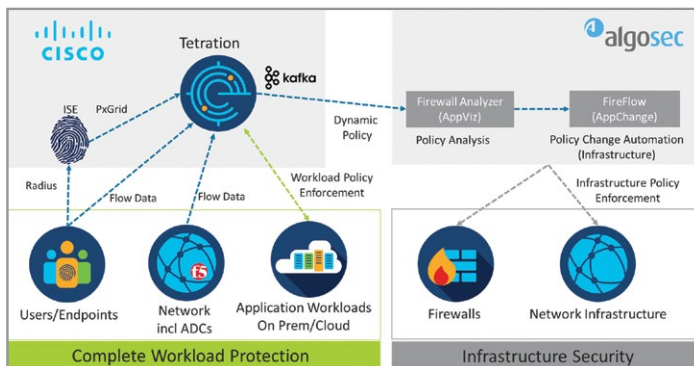 CISCO
Tetration
kafka
algosec
ISE
PxGrid
Firewall Analyzer
(AppViz)
FireFlow
(AppChange)
Dynamic
Policy
Policy Analysis
Policy Change Automation
(Infrastructure)
Radius
Flow Data
Flow Data
Workload Policy
Enforcement
Infrastructure Policy
Enforcement
f5
Users/Endpoints
Network
incl ADCs
Application Workloads
On Prem/Cloud
Firewalls
Network Infrastructure
Complete Workload Protection
Infrastructure Security